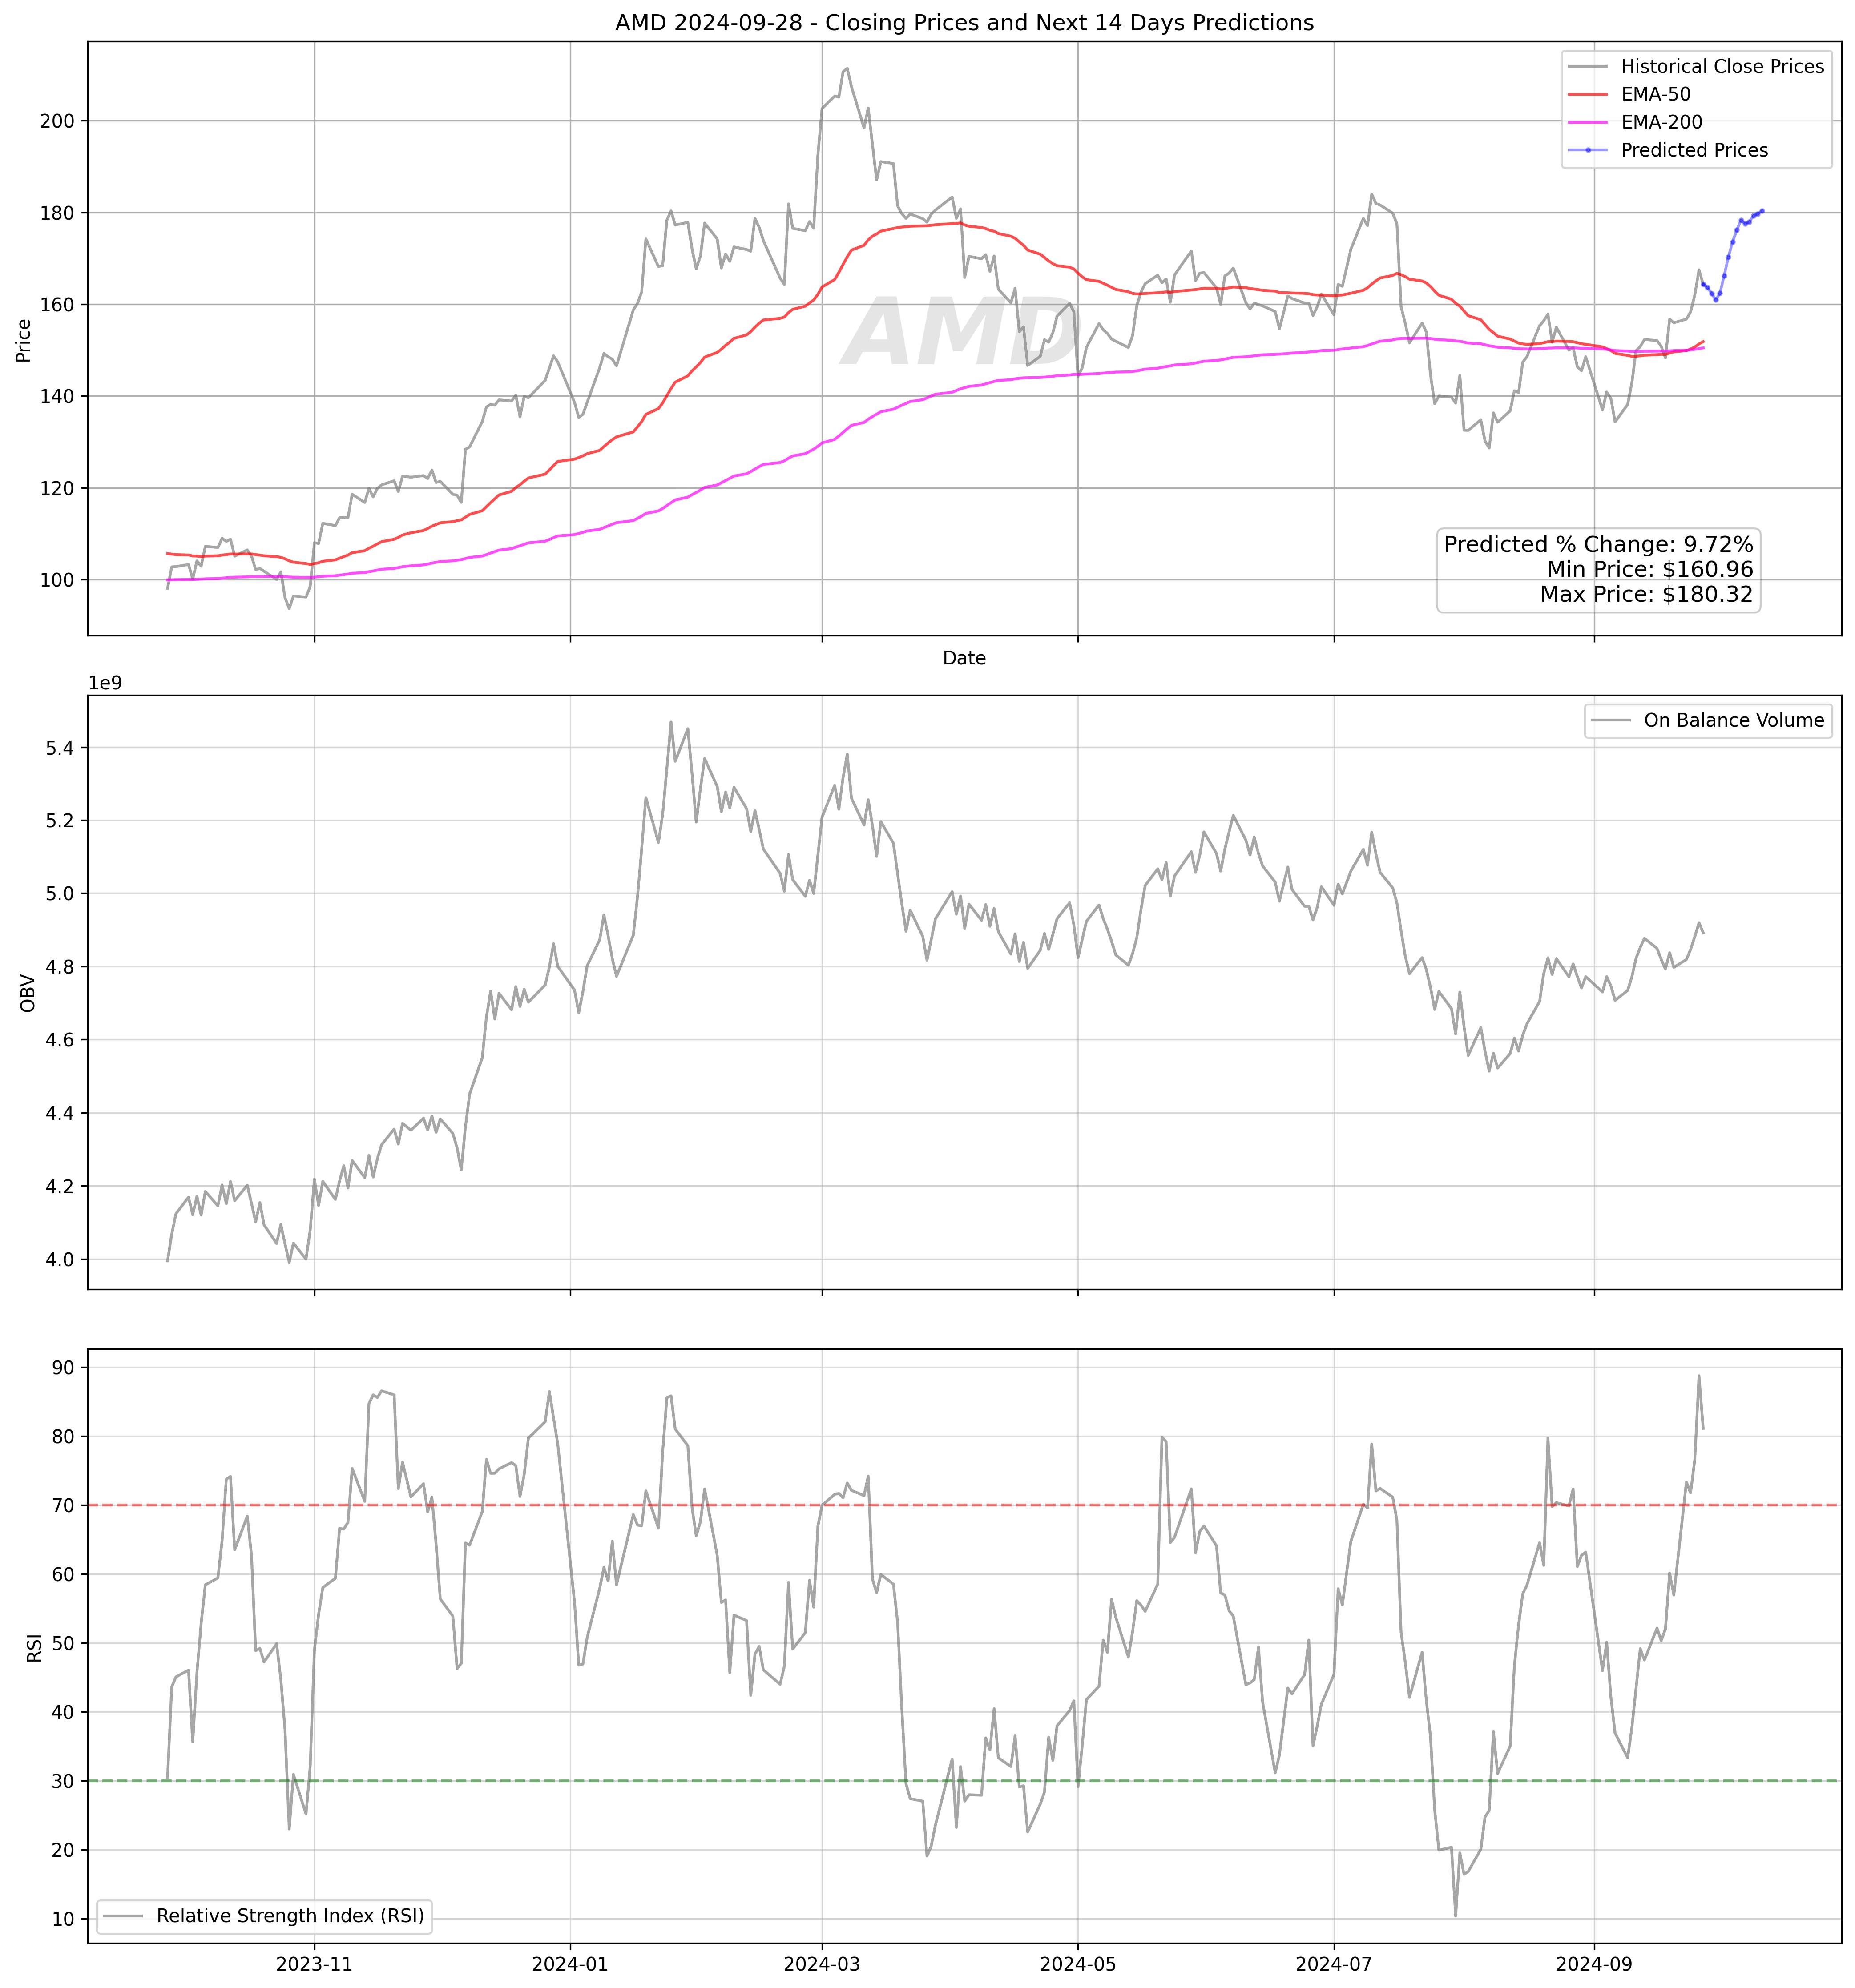 AMD 2024-09-28 - Closing Prices and Next 14 Days Predictions
Historical Close Prices
EMA-50
EMA-200
Predicted Prices
200
180
160
140
120
100
Price
AMD
Predicted % Change: 9.72%
Min Price: $160.96
Max Price: $180.32
Date
1e9
On Balance Volume
5.4
5.2
5.0
4.8
4.6
4.4
4.2
4.0
OBV
90
80
70
60
50
40
30
20
10
RSI
Relative Strength Index (RSI)
2023-11
2024-01
2024-03
2024-05
2024-07
2024-09